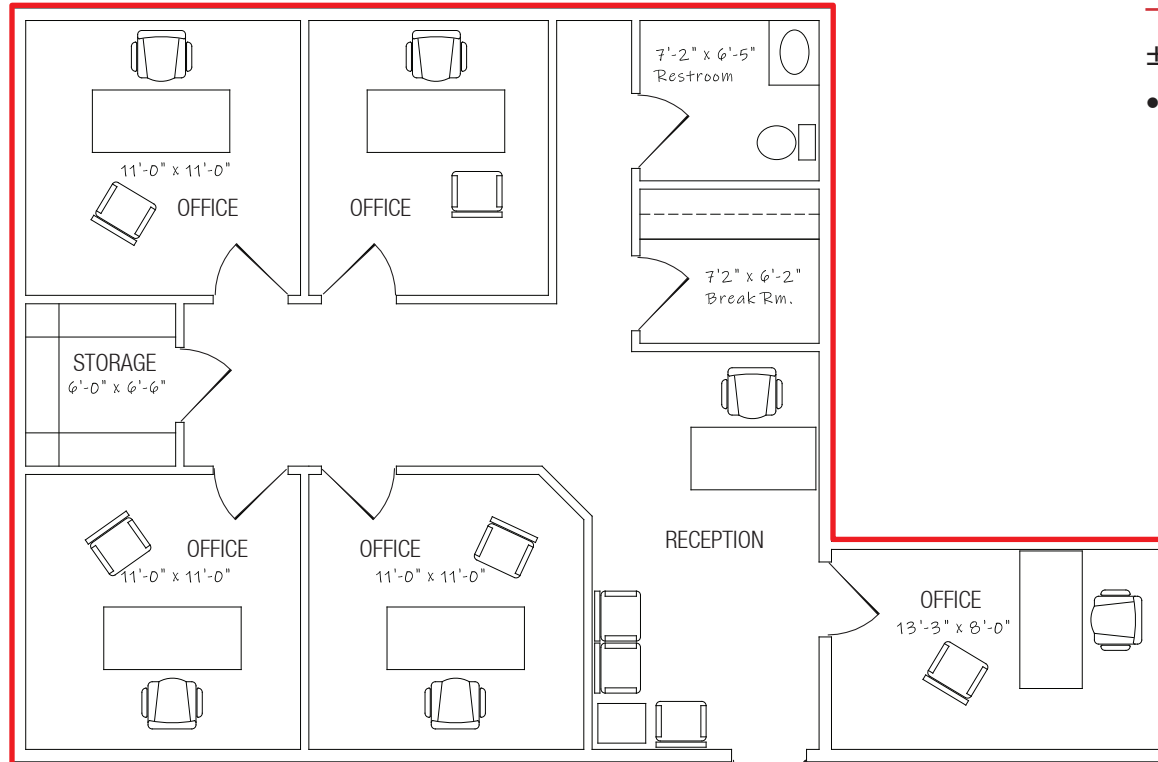 7'-2" x 6'-5"
Restroom
±
•
11'-0" x 11'-0"
OFFICE
OFFICE
7'2" x 6'-2"
Break Rm.
STORAGE
6'-0" x 6'-6"
OFFICE
11'-0" x 11'-0"
OFFICE
11'-0" x 11'-0"
RECEPTION
OFFICE
13'-3" x 8'-0"